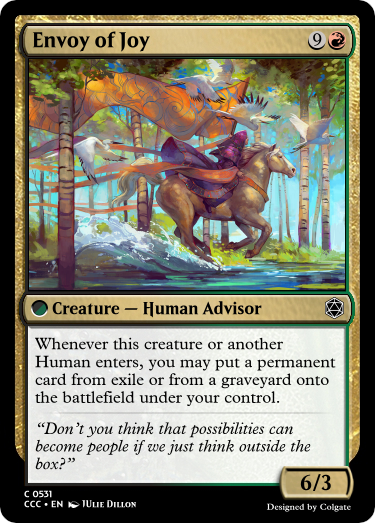 Envoy of Joy 9
Creature — Human Advisor
Whenever this creature or another
Human enters, you may put a permanent
card from exile or from a graveyard onto
the battlefield under your control.
“Don’t you think that possibilities can
become people if we just think outside the
box?”
6/3
C 0531
CCC • EN JULIE DILLON
Designed by Colgate